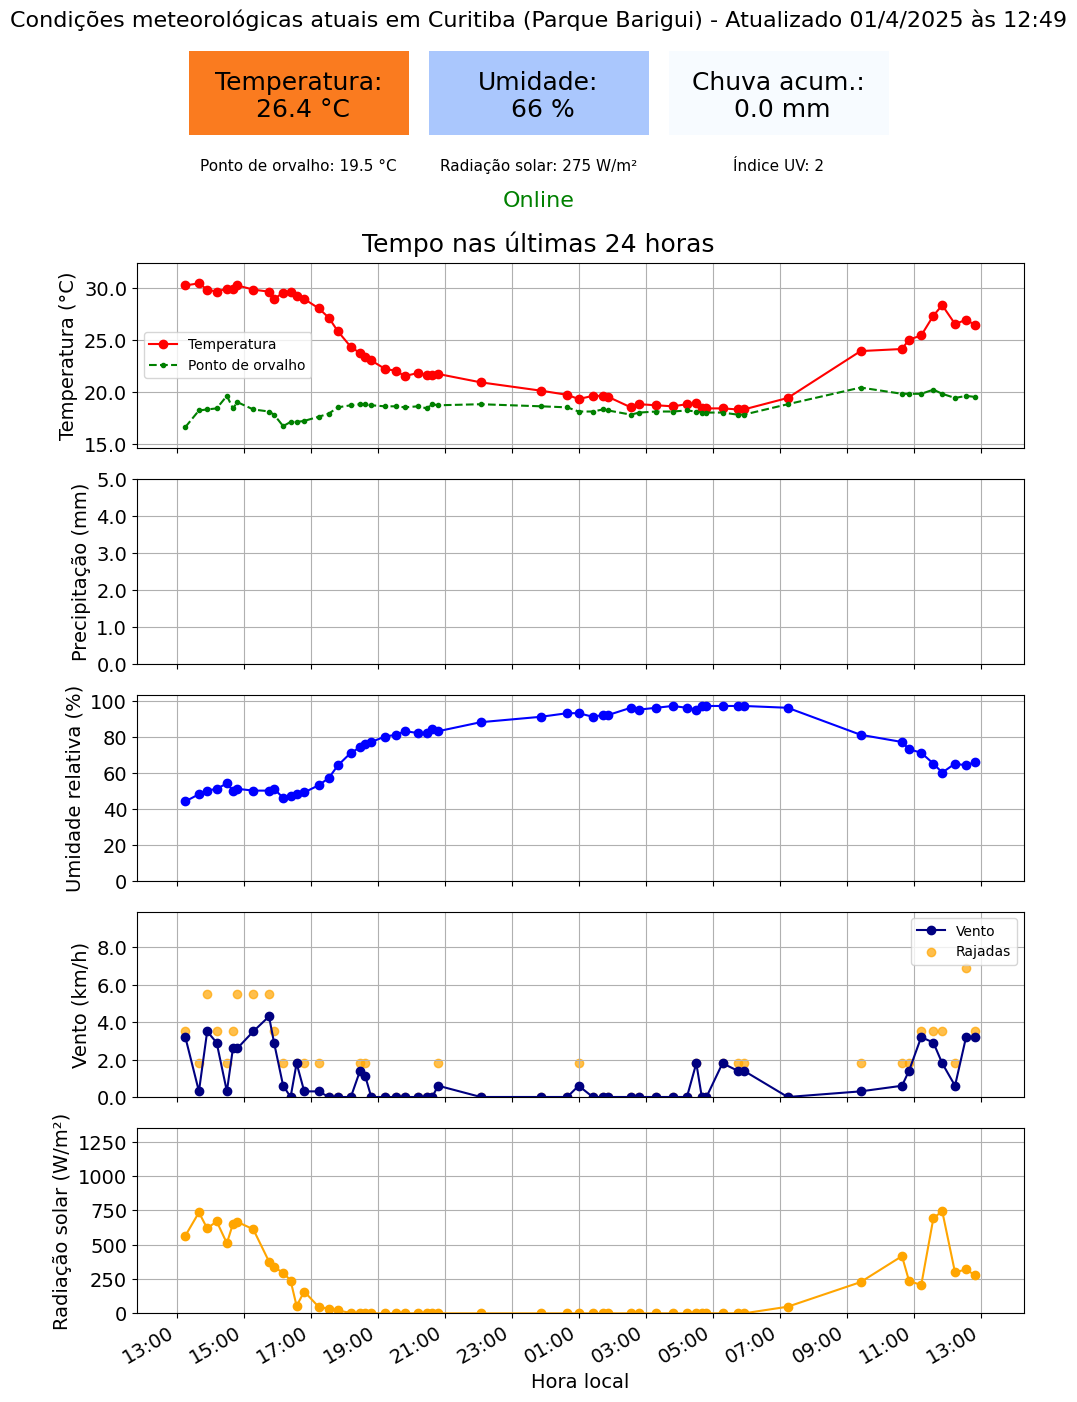 Condições meteorológicas atuais em Curitiba (Parque Barigui) - Atualizado 01/4/2025 às 12:49
Temperatura:
26.4 °C
Umidade:
66 %
Chuva acum.:
0.0 mm
Ponto de orvalho: 19.5 °C
Radiação solar: 275 W/m²
Índice UV: 2
Online
Tempo nas últimas 24 horas
Temperatura (°C)
30.0
25.0
20.0
15.0
Temperatura
Ponto de orvalho
Precipitação (mm)
5.0
4.0
3.0
2.0
1.0
0.0
Umidade relativa (%)
100
80
60
40
20
0
Vento (km/h)
8.0
6.0
4.0
2.0
0.0
Vento
Rajadas
Radiação solar (W/m²)
1250
1000
750
500
250
0
13:00
15:00
17:00
19:00
21:00
23:00
01:00
03:00
05:00
07:00
09:00
11:00
13:00
Hora local